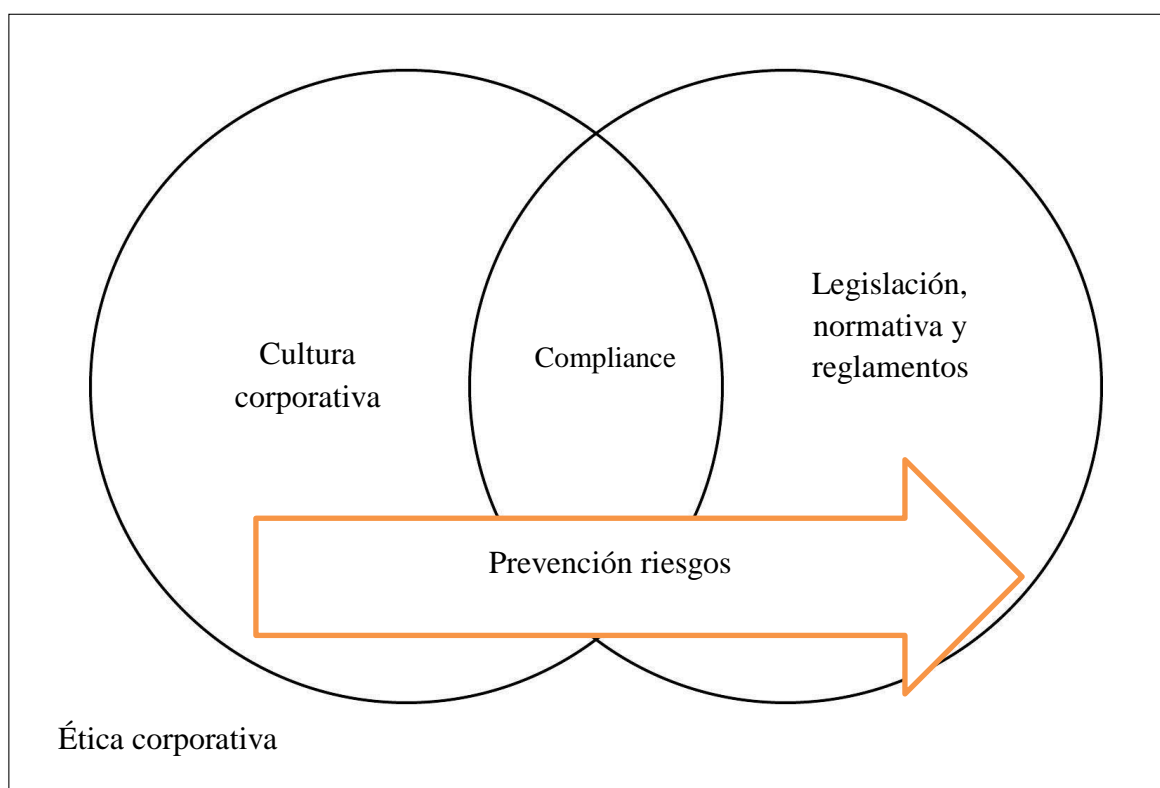 Cultura
corporativa
Compliance
Legislación,
normativa y
reglamentos
Prevención riesgos
Ética corporativa